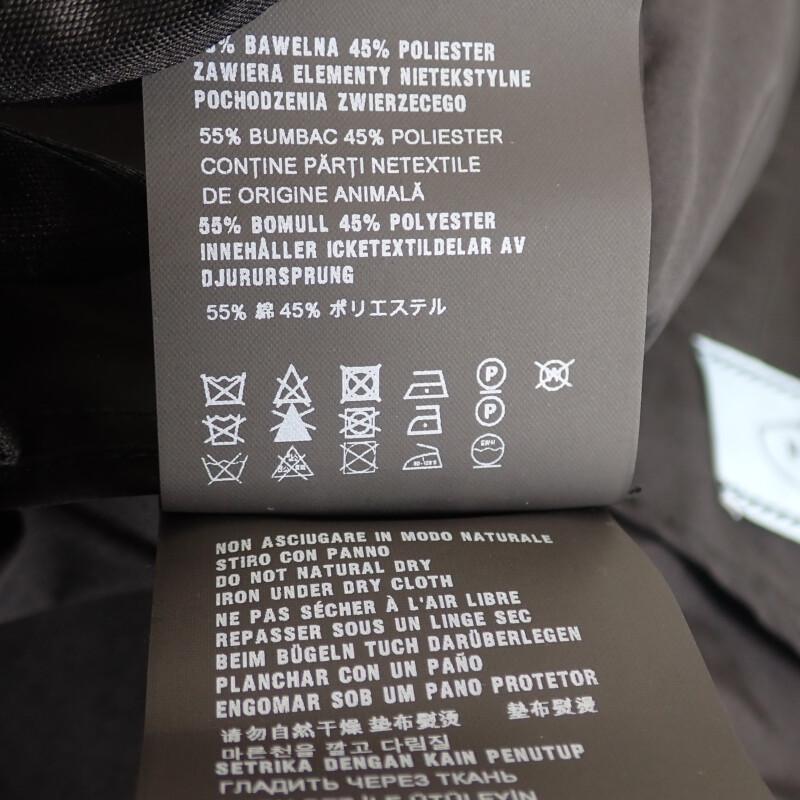 5% BAWELNA 45% POLIESTER
ZAWIERA ELEMENTY NIETEKSTYLNE
POCHODZENIA ZWIERZECEGO
55% BUMBAC 45% POLIESTER
CONȚINE PĂRȚI NETEXTILE
DE ORIGINE ANIMALĂ
55% BOMULL 45% POLYESTER
INNEHÅLLER ICKETEXTILDELAR AV
DJURURSPRUNG
55% 綿 45% ポリエステル
P W
P
NON ASCIUGARE IN MODO NATURALE
STIRO CON PANNO
DO NOT NATURAL DRY
IRON UNDER DRY CLOTH
NE PAS SÉCHER À L'AIR LIBRE
REPASSER SOUS UN LINGE SEC
BEIM BÜGELN TUCH DARÜBERLEGEN
PLANCHAR CON UN PAÑO
ENGOMAR SOB UM PANO PROTETOR
请勿自然干燥 垫布熨烫 垫布熨燙
마른천을 깔고 다림질
SETRIKA DENGAN KAIN PENUTUP
ГЛАДИТЬ ЧЕРЕЗ ТКАНЬ
İLE ÜTÜLEYİN